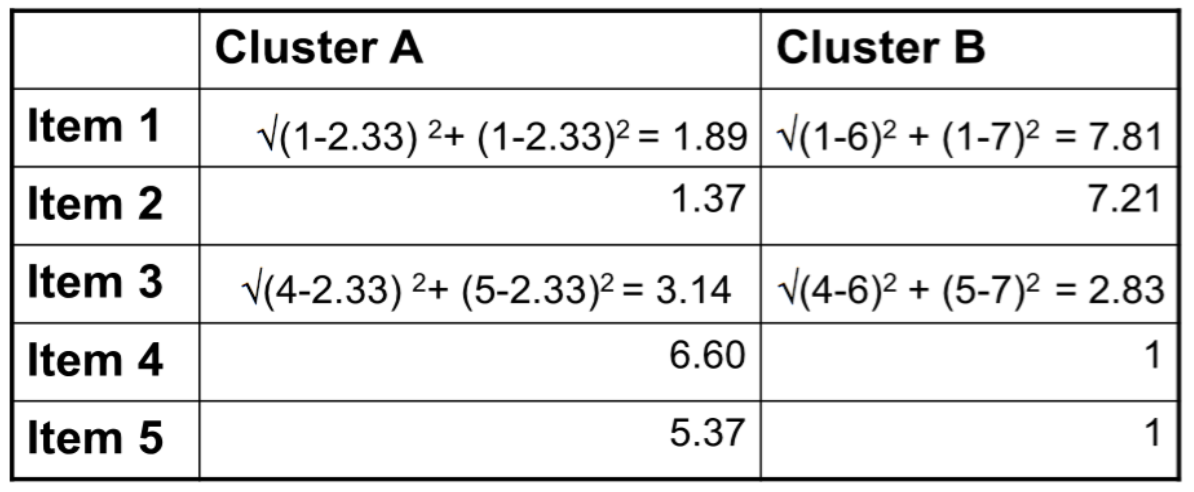 Cluster A Cluster B
Item 1 √(1-2.33) ²+ (1-2.33)² = 1.89 √(1-6)² + (1-7)² = 7.81
Item 2 1.37 7.21
Item 3 √(4-2.33) ²+ (5-2.33)² = 3.14 √(4-6)² + (5-7)² = 2.83
Item 4 6.60 1
Item 5 5.37 1